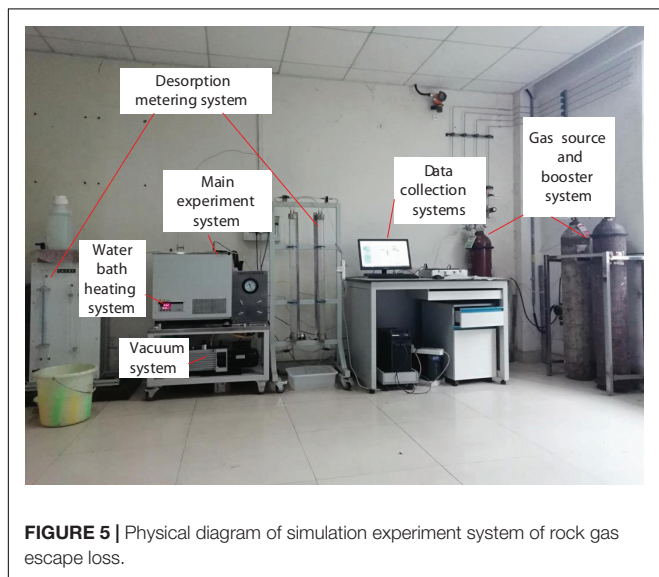 Desorption
metering system
Main
experiment
system
Water
bath
heating
system
Vacuum
system
Data
collection
systems
Gas source
and
booster
system
FIGURE 5 | Physical diagram of simulation experiment system of rock gas
escape loss.